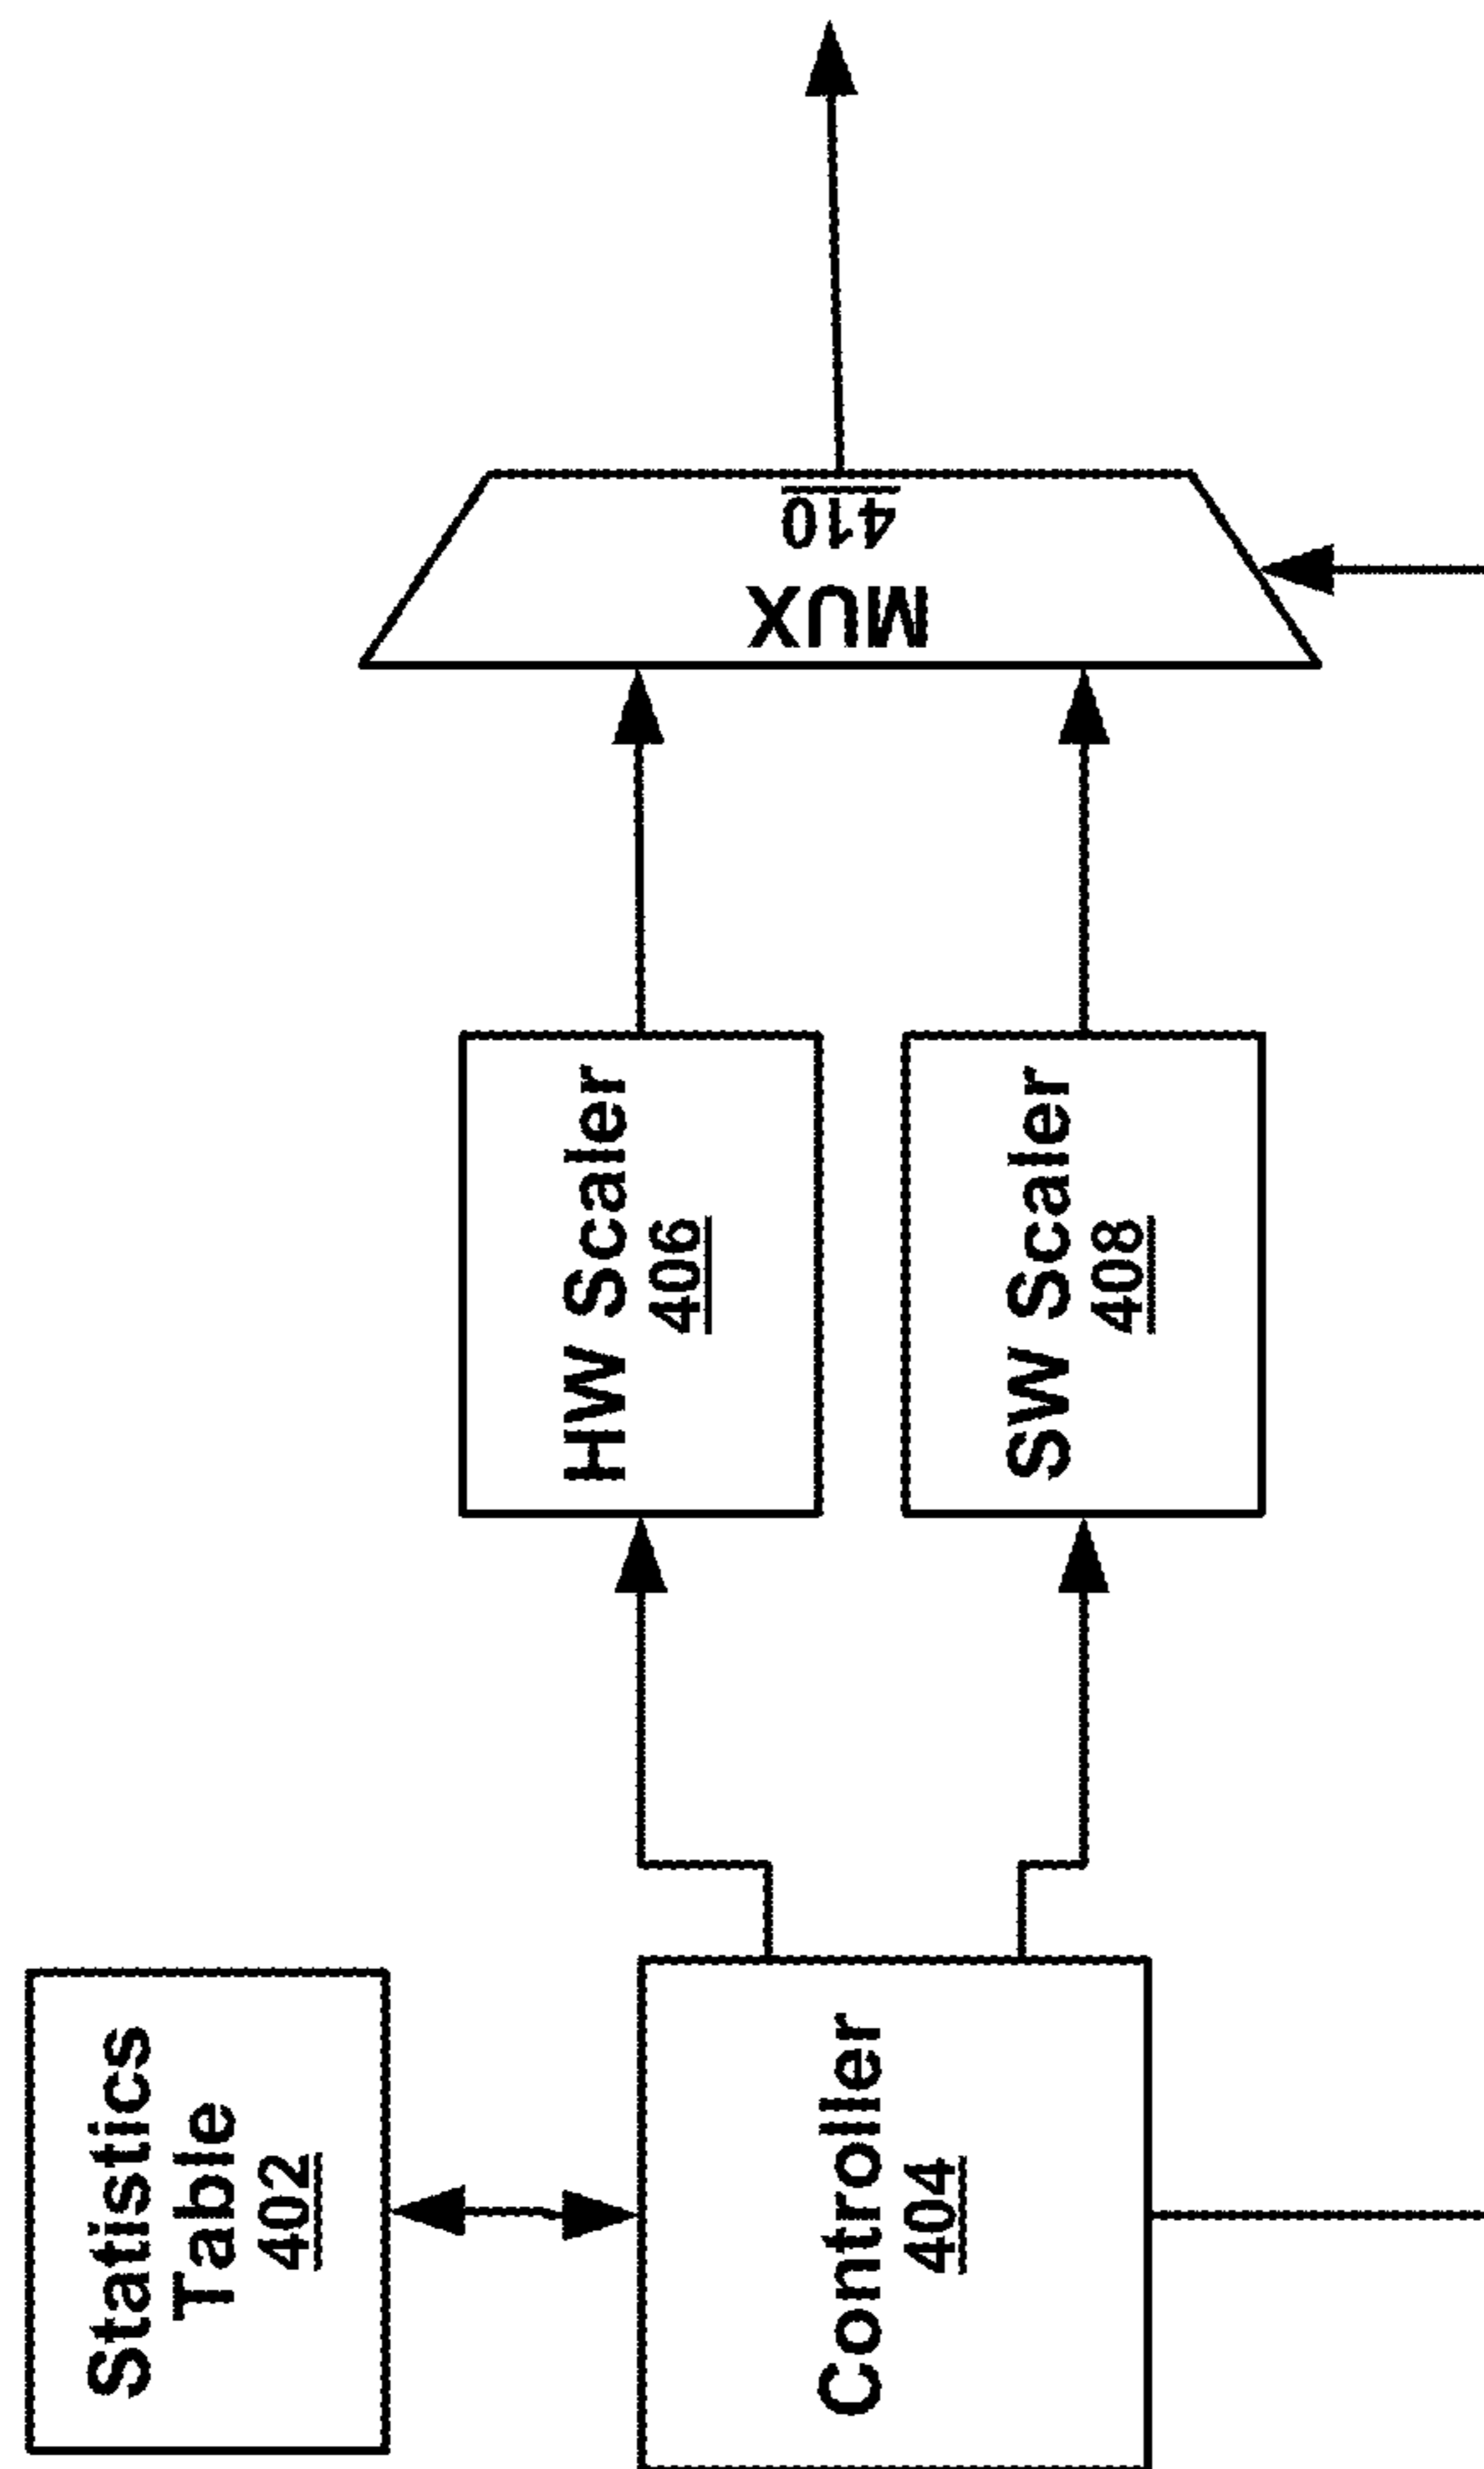 Statistics
Table
402
Controller
404
HW Scaler
406
SW Scaler
408
MUX
410